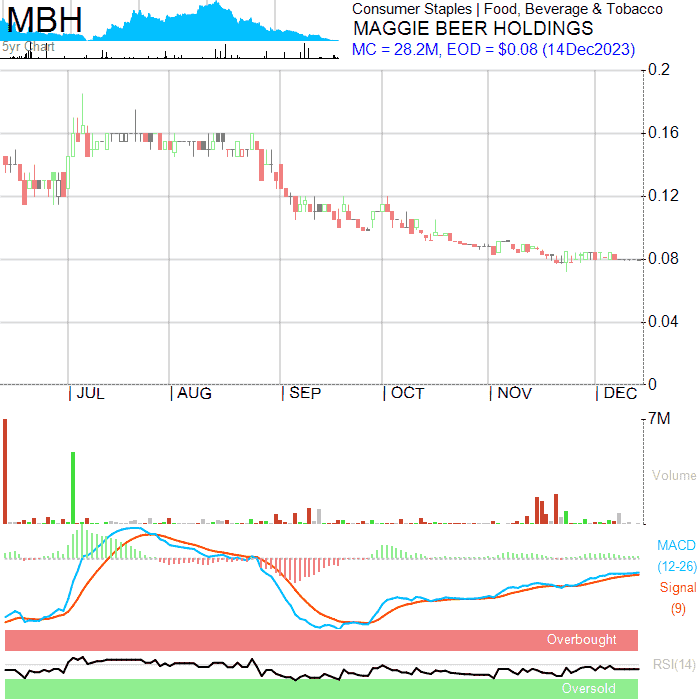 MBH
Consumer Staples | Food, Beverage & Tobacco
MAGGIE BEER HOLDINGS
MC = 28.2M, EOD = $0.08 (14Dec2023)
5yr Chart
0.2
0.16
0.12
0.08
0.04
0
JUL AUG SEP OCT NOV DEC
7M
Volume
MACD
(12-26)
Signal
(9)
Overbought
RSI(14)
Oversold